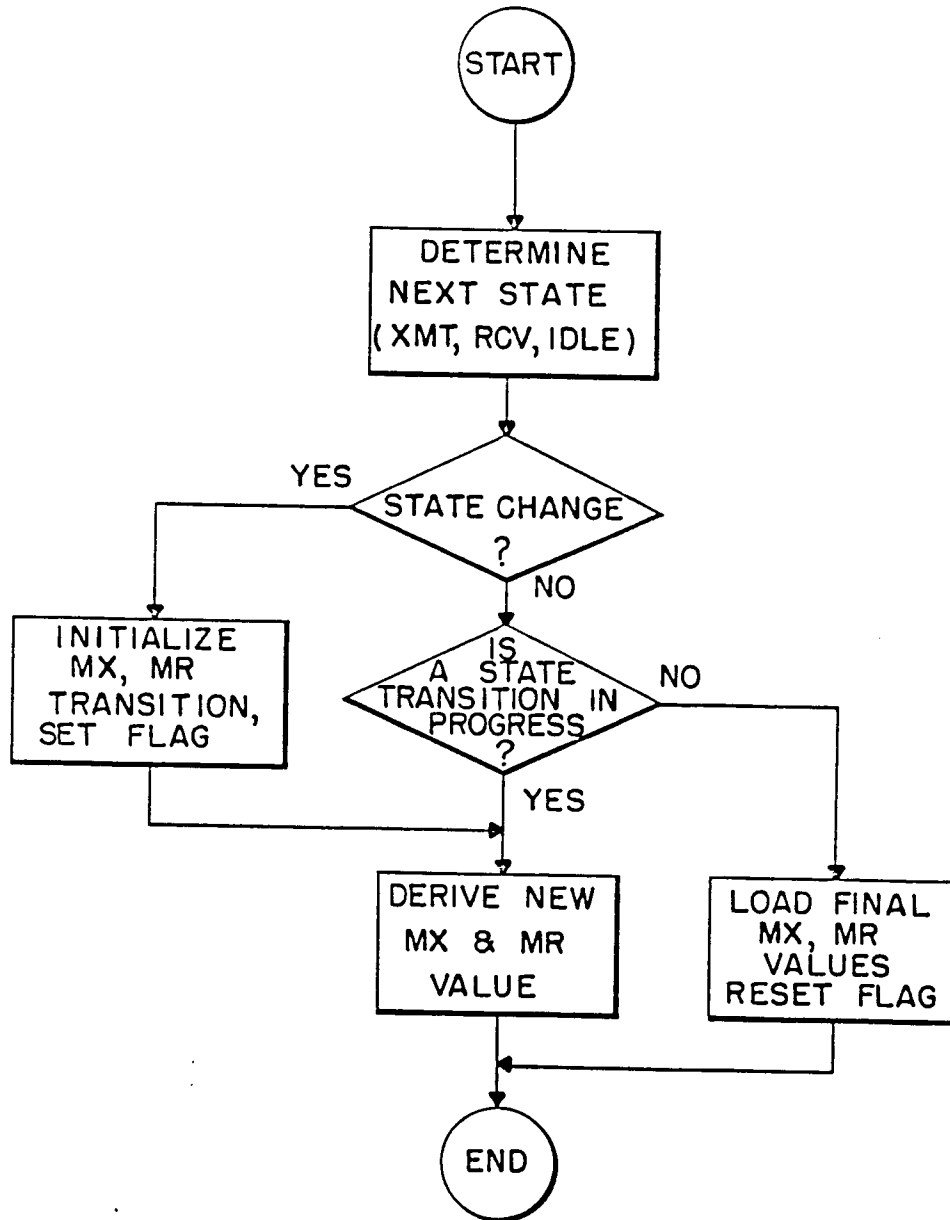 START
DETERMINE
NEXT STATE
(XMT, RCV, IDLE)
YES
STATE CHANGE
?
NO
INITIALIZE
MX, MR
TRANSITION,
SET FLAG
IS
A STATE
TRANSITION IN
PROGRESS
?
NO
YES
DERIVE NEW
MX & MR
VALUE
LOAD FINAL
MX, MR
VALUES
RESET FLAG
END